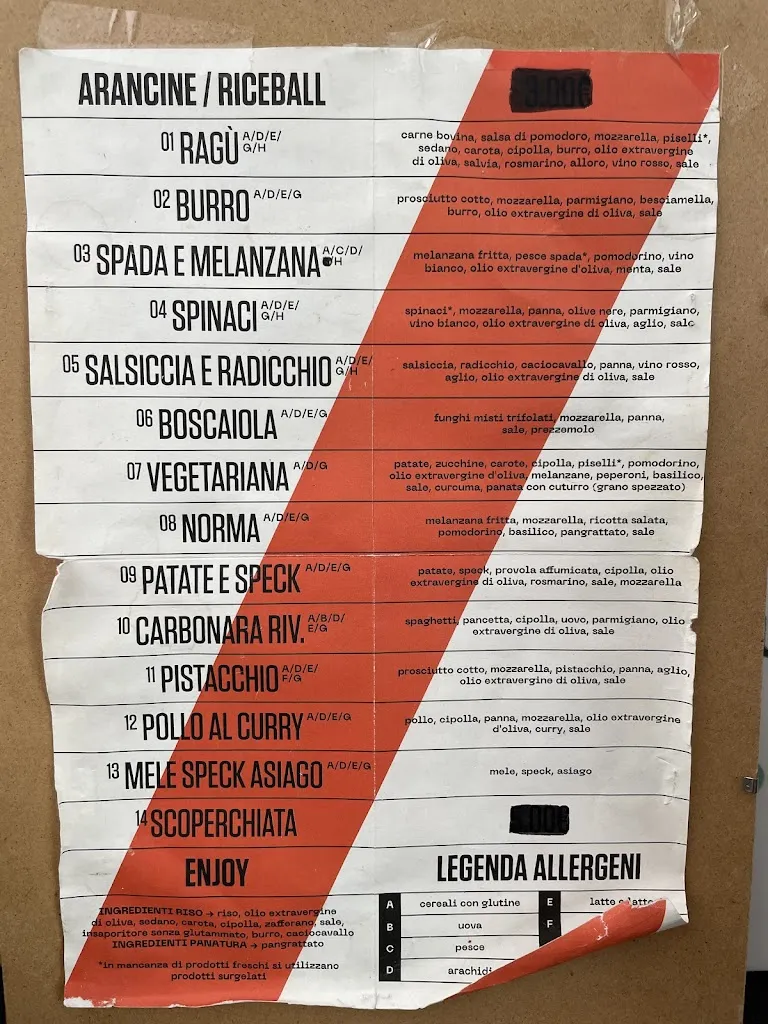 ARANCINE / RICEBALL
3.00€
01 RAGÙ A/D/E/
G/H
carne bovina, salsa di pomodoro, mozzarella, piselli*,
sedano, carota, cipolla, burro, olio extravergine
di oliva, salvia, rosmarino, alloro, vino rosso, sale
02 BURRO A/D/E/G
prosciutto cotto, mozzarella, parmigiano, besciamella,
burro, olio extravergine di oliva, sale
03 SPADA E MELANZANA A/C/D/
/H
melanzana fritta, pesce spada*, pomodorino, vino
bianco, olio extravergine d'oliva, menta, sale
04 SPINACI A/D/E/
G/H
spinaci*, mozzarella, panna, olive nere, parmigiano,
vino bianco, olio extravergine di oliva, aglio, sale
05 SALSICCIA E RADICCHIO A/D/E/
G/H
salsiccia, radicchio, caciocavallo, panna, vino rosso,
aglio, olio extravergine di oliva, sale
06 BOSCAIOLA A/D/E/G
funghi misti trifolati, mozzarella, panna,
sale, prezzemolo
07 VEGETARIANA A/D/G
patate, zucchine, carote, cipolla, piselli*, pomodorino,
olio extravergine d'oliva, melanzane, peperoni, basilico,
sale, curcuma, panata con cuturro (grano spezzato)
08 NORMA A/D/E/G
melanzana fritta, mozzarella, ricotta salata,
pomodorino, basilico, pangrattato, sale
09 PATATE E SPECK A/D/E/G
patate, speck, provola affumicata, cipolla, olio
extravergine di oliva, rosmarino, sale, mozzarella
10 CARBONARA RIV. A/B/D/
E/G
spaghetti, pancetta, cipolla, uovo, parmigiano, olio
extravergine di oliva, sale
11 PISTACCHIO A/D/E/
F/G
prosciutto cotto, mozzarella, pistacchio, panna, aglio,
olio extravergine di oliva, sale
12 POLLO AL CURRY A/D/E/G
pollo, cipolla, panna, mozzarella, olio extravergine
d'oliva, curry, sale
13 MELE SPECK ASIAGO A/D/E/G
mele, speck, asiago
14 SCOPERCHIATA
ENJOY
INGREDIENTI RISO → riso, olio extravergine
di oliva, sedano, carota, cipolla, zafferano, sale,
insaporitore senza glutammato, burro, caciocavallo
INGREDIENTI PANATURA → pangrattato
*in mancanza di prodotti freschi si utilizzano
prodotti surgelati
LEGENDA ALLERGENI
A cereali con glutine E latte
B uova F
C pesce
D arachidi